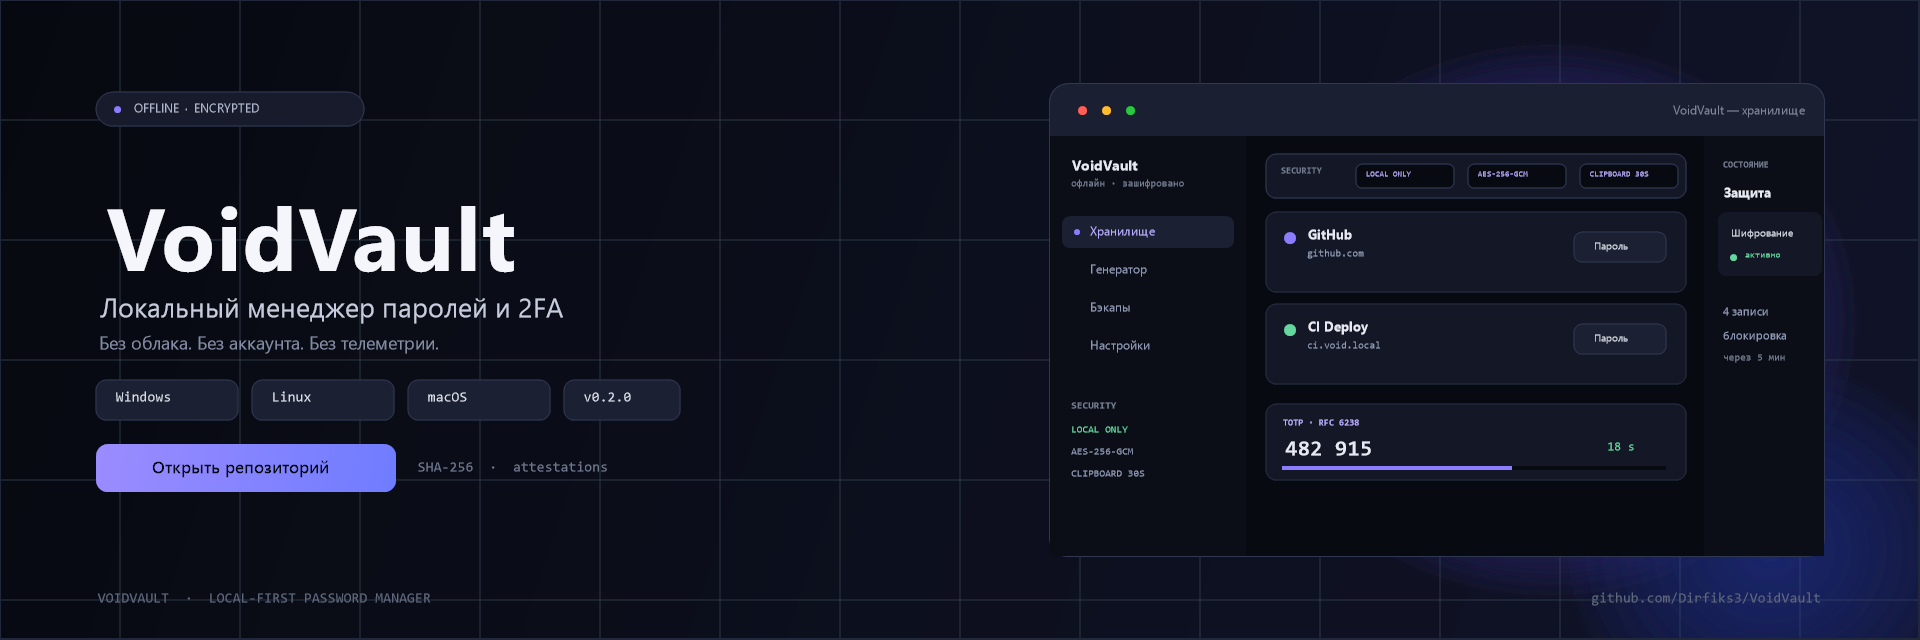 OFFLINE · ENCRYPTED
VoidVault
Локальный менеджер паролей и 2FA
Без облака. Без аккаунта. Без телеметрии.
Windows
Linux
macOS
v0.2.0
Открыть репозиторий
SHA-256 · attestations
VOIDVAULT · LOCAL-FIRST PASSWORD MANAGER
VoidVault — хранилище
VoidVault
офлайн · зашифровано
Хранилище
Генератор
Бэкапы
Настройки
SECURITY
LOCAL ONLY
AES-256-GCM
CLIPBOARD 30S
SECURITY
LOCAL ONLY
AES-256-GCM
CLIPBOARD 30S
GitHub
github.com
Пароль
CI Deploy
ci.void.local
Пароль
TOTP · RFC 6238
482 915
18 s
СОСТОЯНИЕ
Защита
Шифрование
активно
4 записи
блокировка
через 5 мин
github.com/Dirfiks3/VoidVault